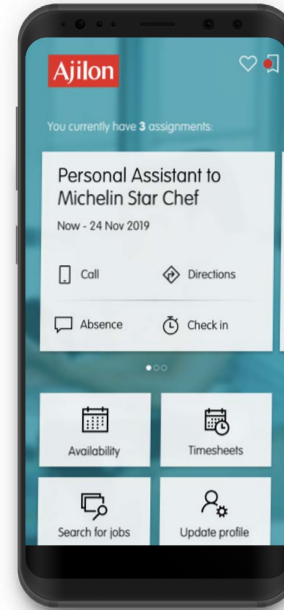 Ajilon
You currently have 3 assignments:
Personal Assistant to
Michelin Star Chef
Now - 24 Nov 2019
Call
Directions
Absence
Check in
Availability
Timesheets
Search for jobs
Update profile